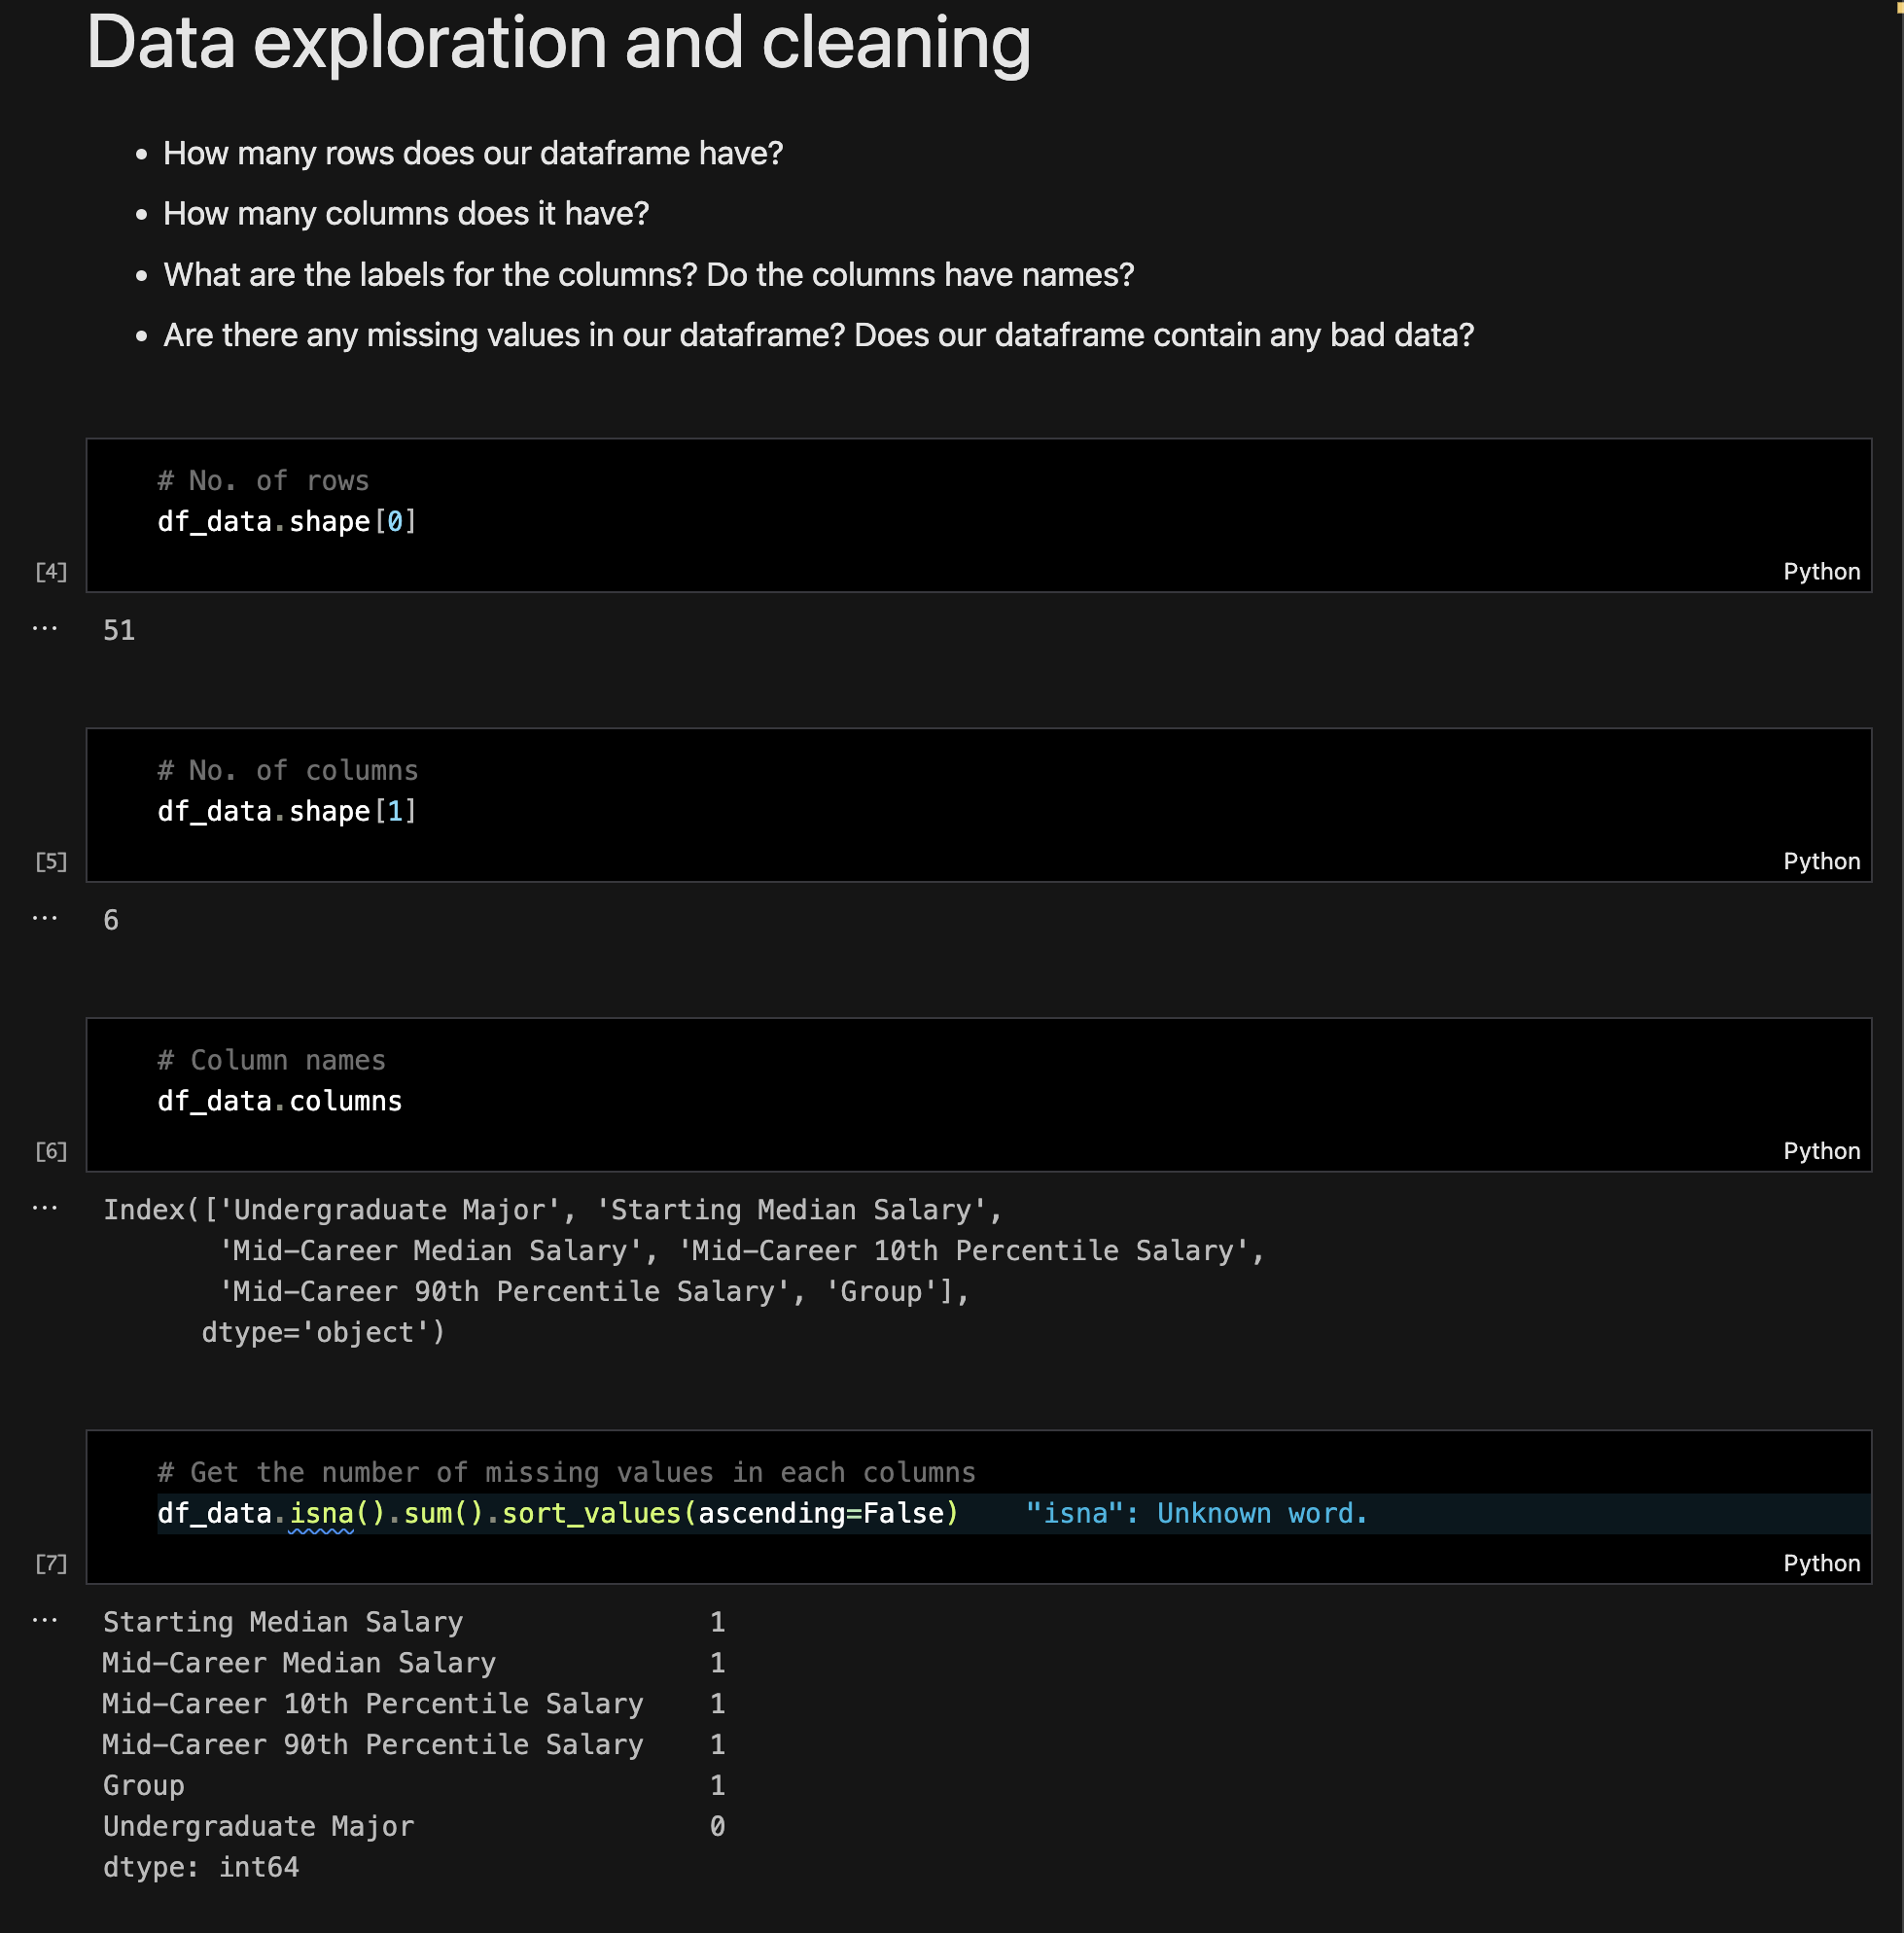 Data exploration and cleaning
• How many rows does our dataframe have?
• How many columns does it have?
• What are the labels for the columns? Do the columns have names?
• Are there any missing values in our dataframe? Does our dataframe contain any bad data?
# No. of rows
df_data.shape[0]
[4]
Python
... 51
# No. of columns
df_data.shape[1]
[5]
Python
... 6
# Column names
df_data.columns
[6]
Python
... Index(['Undergraduate Major', 'Starting Median Salary',
'Mid-Career Median Salary', 'Mid-Career 10th Percentile Salary',
'Mid-Career 90th Percentile Salary', 'Group'],
dtype='object')
# Get the number of missing values in each columns
df_data.isna().sum().sort_values(ascending=False) "isna": Unknown word.
[7]
Python
... Starting Median Salary 1
Mid-Career Median Salary 1
Mid-Career 10th Percentile Salary 1
Mid-Career 90th Percentile Salary 1
Group 1
Undergraduate Major 0
dtype: int64